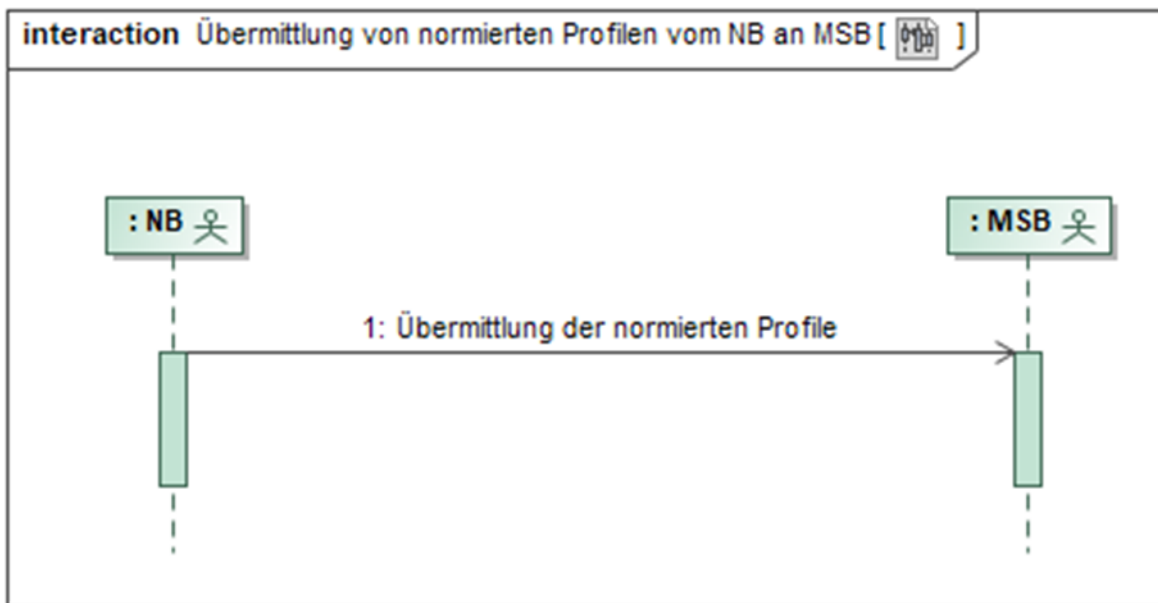 interaction Übermittlung von normierten Profilen vom NB an MSB [ ]
: NB
: MSB
1: Übermittlung der normierten Profile